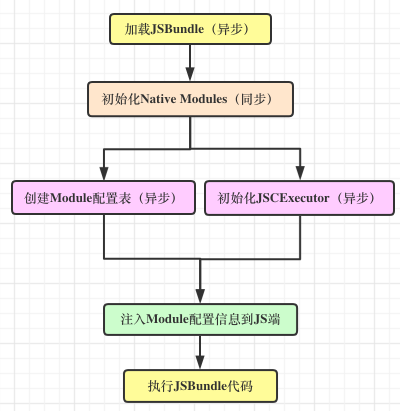 加载JSBundle（异步）
初始化Native Modules（同步）
创建Module配置表（异步）
初始化JSCExecutor（异步）
注入Module配置信息到JS端
执行JSBundle代码